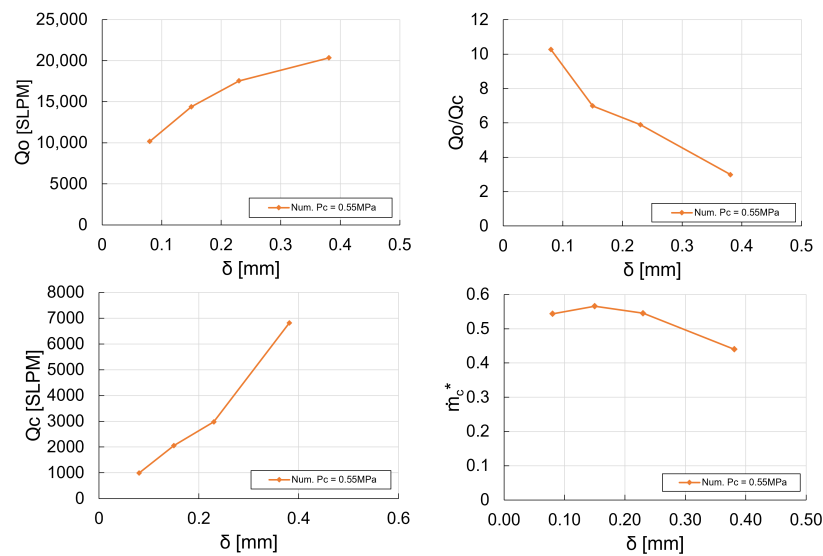 25,000
20,000
15,000
10,000
5000
0
Qo [SLPM]
Num. Pc = 0.55MPa
0 0.1 0.2 0.3 0.4 0.5
δ [mm]
12
10
8
6
4
2
0
Qo/Qc
Num. Pc = 0.55MPa
0 0.1 0.2 0.3 0.4 0.5
δ [mm]
8000
7000
6000
5000
4000
3000
2000
1000
0
Qc [SLPM]
Num. Pc = 0.55MPa
0 0.2 0.4 0.6
δ [mm]
0.6
0.5
0.4
0.3
0.2
0.1
0
ṁc*
Num. Pc = 0.55MPa
0.00 0.10 0.20 0.30 0.40 0.50
δ [mm]